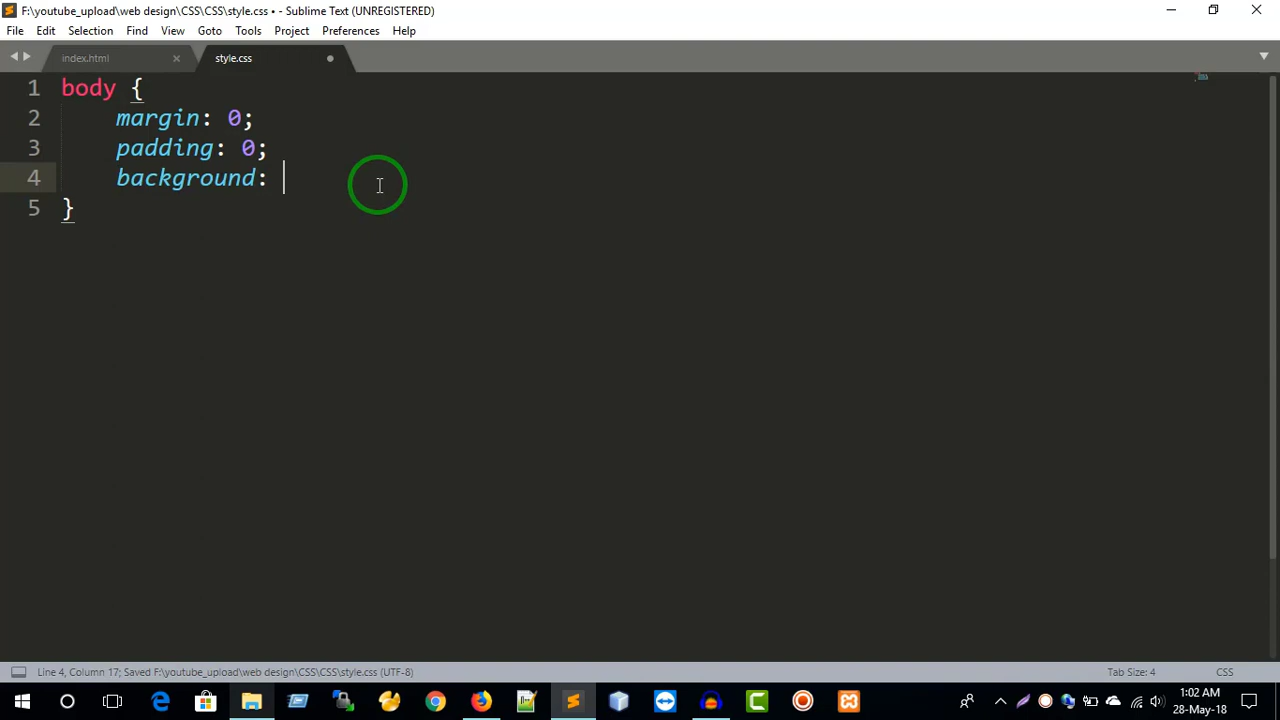 F:\youtube_upload\web design\CSS\CSS\style.css • - Sublime Text (UNREGISTERED)
File Edit Selection Find View Goto Tools Project Preferences Help
index.html style.css
1 body {
2 margin: 0;
3 padding: 0;
4 background:
5 }
Line 4, Column 17; Saved F:\youtube_upload\web design\CSS\CSS\style.css (UTF-8) Tab Size: 4 CSS
1:02 AM
28-May-18